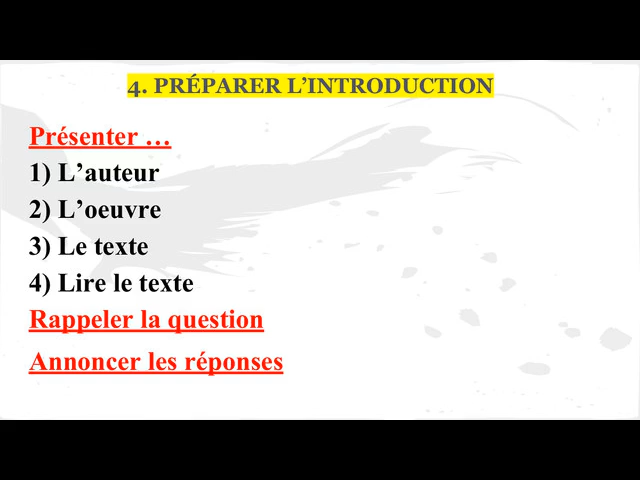 4. PRÉPARER L’INTRODUCTION
Présenter …
1) L’auteur
2) L’oeuvre
3) Le texte
4) Lire le texte
Rappeler la question
Annoncer les réponses